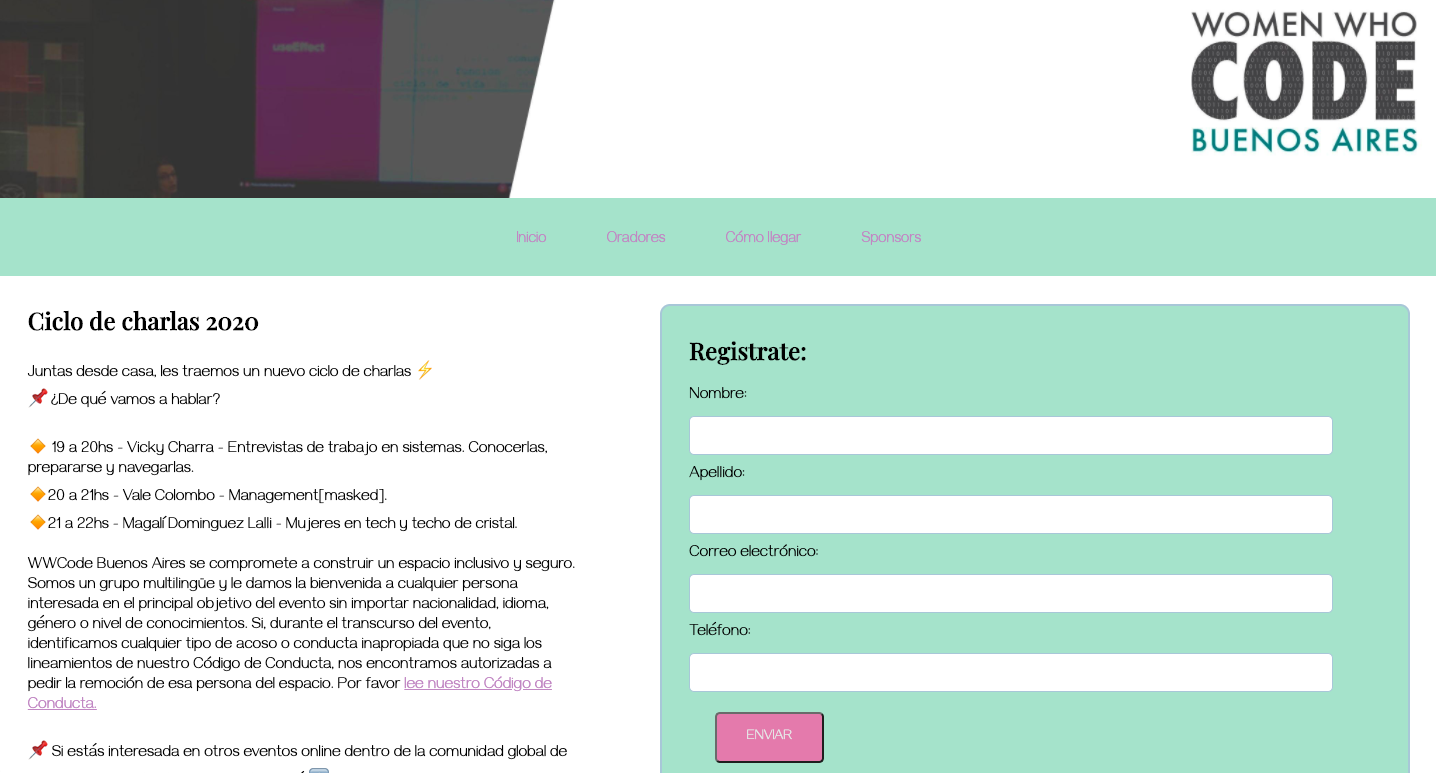 useEffect
WOMEN WHO
CODE
BUENOS AIRES
Inicio
Oradores
Cómo llegar
Sponsors
Ciclo de charlas 2020
Juntas desde casa, les traemos un nuevo ciclo de charlas ⚡
📌 ¿De qué vamos a hablar?
🔸 19 a 20hs - Vicky Charra - Entrevistas de trabajo en sistemas. Conocerlas,
prepararse y navegarlas.
🔸20 a 21hs - Vale Colombo - Management[masked].
🔸21 a 22hs - Magalí Dominguez Lalli - Mujeres en tech y techo de cristal.
WWCode Buenos Aires se compromete a construir un espacio inclusivo y seguro.
Somos un grupo multilingüe y le damos la bienvenida a cualquier persona
interesada en el principal objetivo del evento sin importar nacionalidad, idioma,
género o nivel de conocimientos. Si, durante el transcurso del evento,
identificamos cualquier tipo de acoso o conducta inapropiada que no siga los
lineamientos de nuestro Código de Conducta, nos encontramos autorizadas a
pedir la remoción de esa persona del espacio. Por favor lee nuestro Código de
Conducta.
📌 Si estás interesada en otros eventos online dentro de la comunidad global de
Registrate:
Nombre:
Apellido:
Correo electrónico:
Teléfono:
ENVIAR